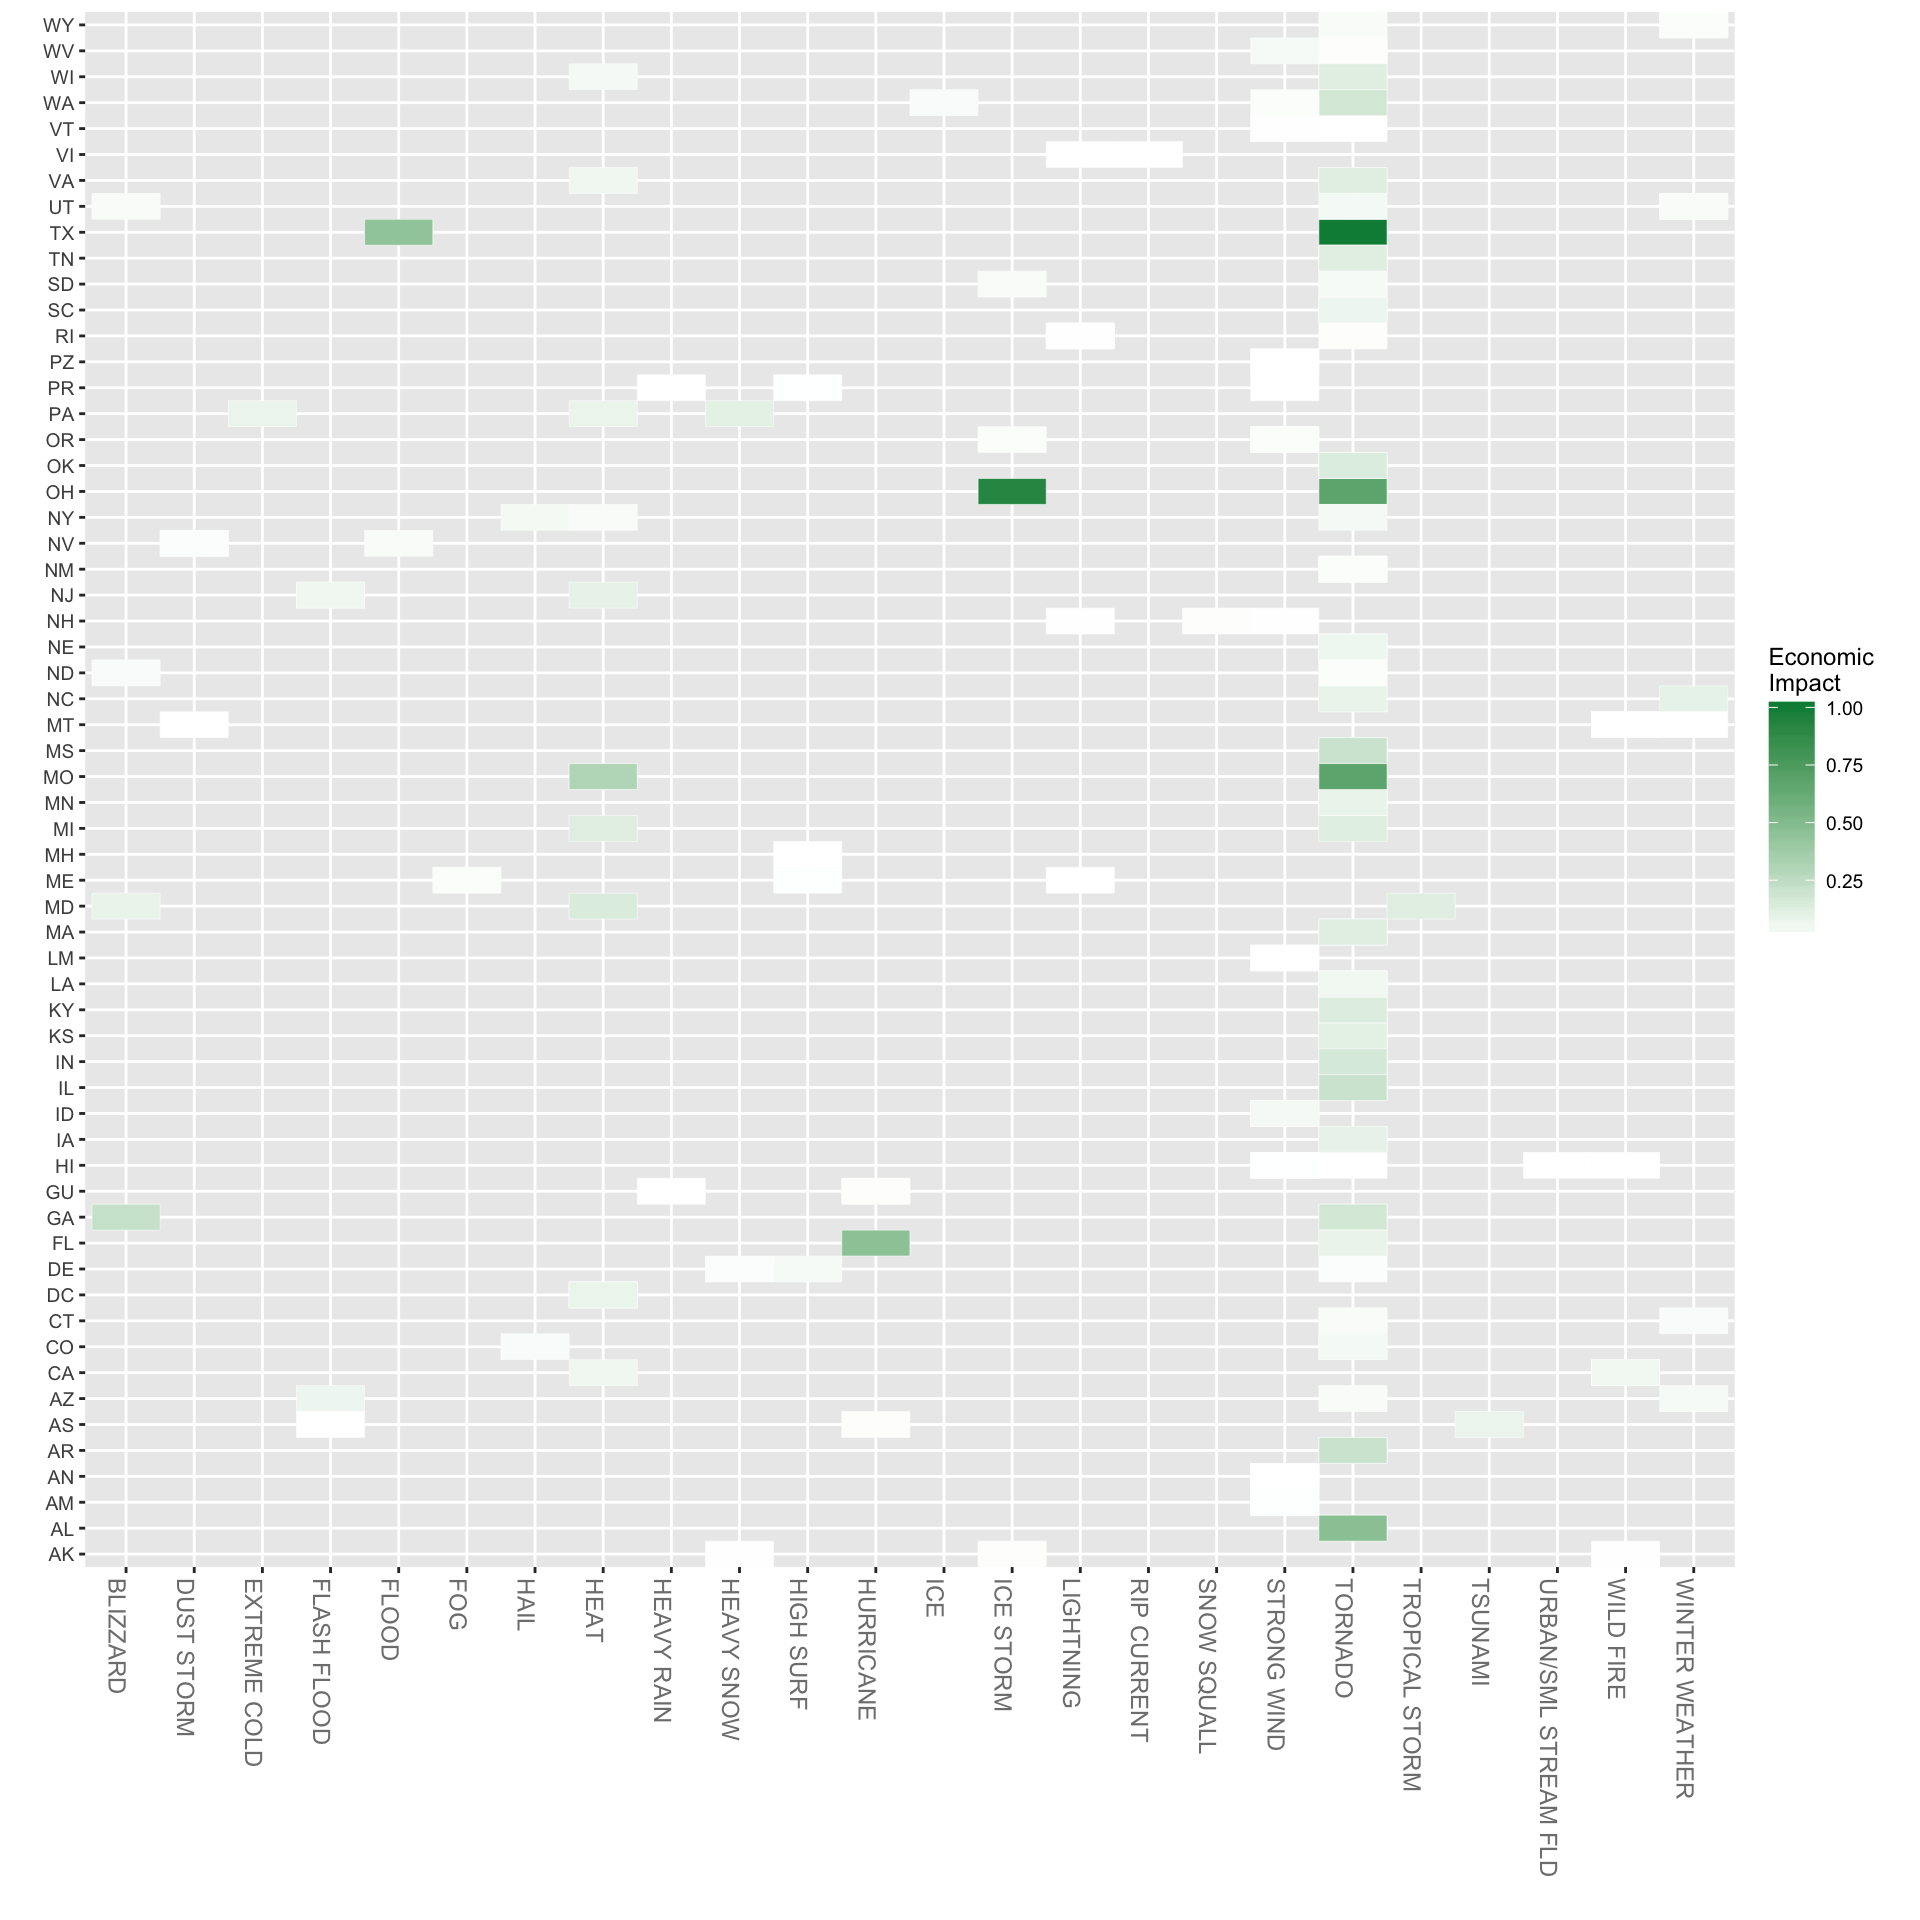 WY
WV
WI
WA
VT
VI
VA
UT
TX
TN
SD
SC
RI
PZ
PR
PA
OR
OK
OH
NY
NV
NM
NJ
NH
NE
ND
NC
MT
MS
MO
MN
MI
MH
ME
MD
MA
LM
LA
KY
KS
IN
IL
ID
IA
HI
GU
GA
FL
DE
DC
CT
CO
CA
AZ
AS
AR
AN
AM
AL
AK
BLIZZARD
DUST STORM
EXTREME COLD
FLASH FLOOD
FLOOD
FOG
HAIL
HEAT
HEAVY RAIN
HEAVY SNOW
HIGH SURF
HURRICANE
ICE
ICE STORM
LIGHTNING
RIP CURRENT
SNOW SQUALL
STRONG WIND
TORNADO
TROPICAL STORM
TSUNAMI
URBAN/SML STREAM FLD
WILD FIRE
WINTER WEATHER
Economic
Impact
1.00
0.75
0.50
0.25